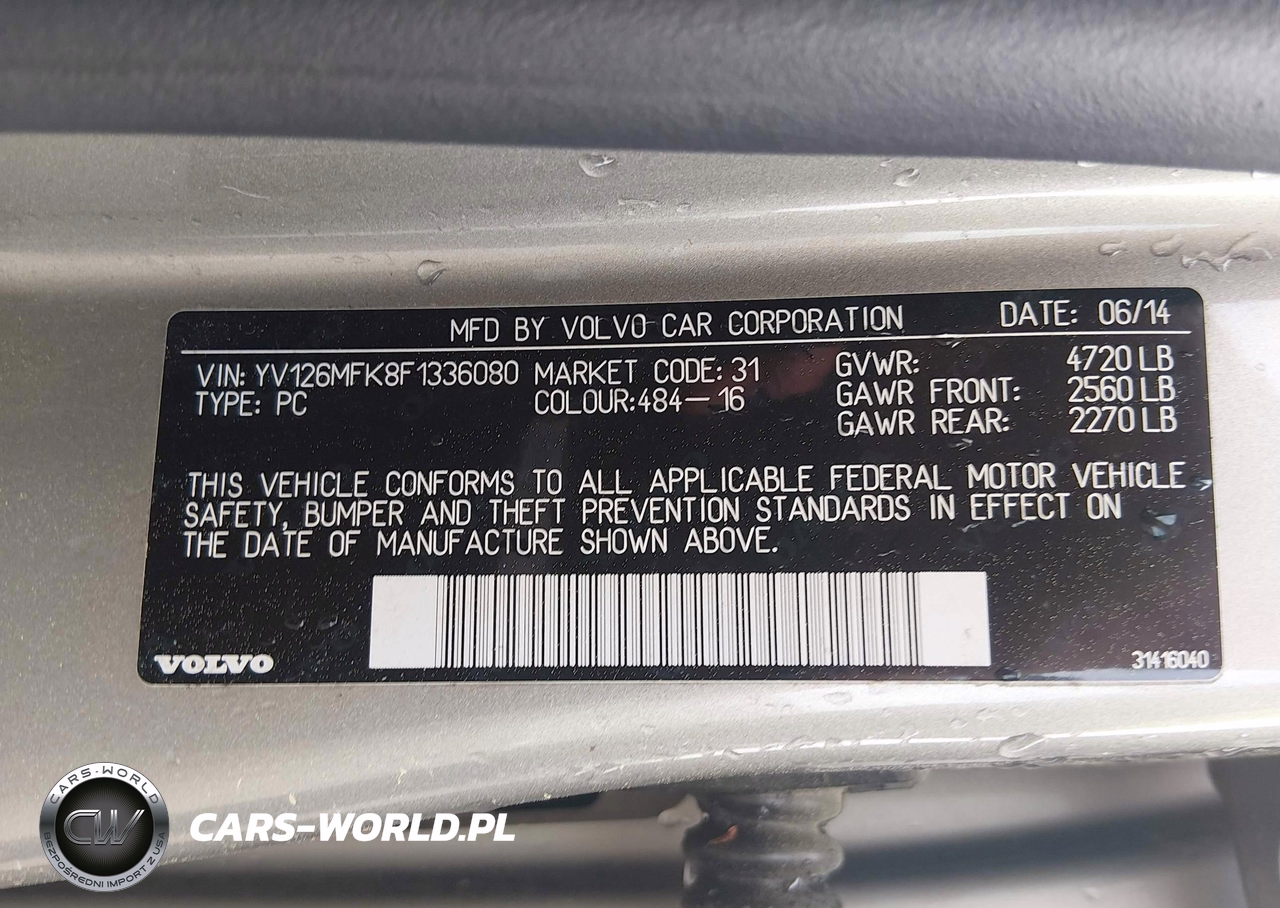 MFD BY VOLVO CAR CORPORATION DATE: 06/14
VIN: YV126MFK8F1336080 MARKET CODE: 31 GVWR: 4720 LB
TYPE: PC COLOUR:484-16 GAWR FRONT: 2560 LB
GAWR REAR: 2270 LB
THIS VEHICLE CONFORMS TO ALL APPLICABLE FEDERAL MOTOR VEHICLE
SAFETY, BUMPER AND THEFT PREVENTION STANDARDS IN EFFECT ON
THE DATE OF MANUFACTURE SHOWN ABOVE.
VOLVO 31416040
CARS-WORLD
CW
BEZPOŚREDNI IMPORT Z USA
CARS-WORLD.PL